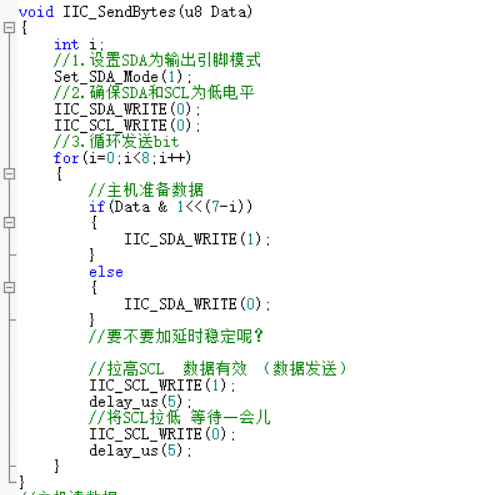 void IIC_SendBytes(u8 Data)
{
int i;
//1.设置SDA为输出引脚模式
Set_SDA_Mode(1);
//2.确保SDA和SCL为低电平
IIC_SDA_WRITE(0);
IIC_SCL_WRITE(0);
//3.循环发送bit
for(i=0;i<8;i++)
{
//主机准备数据
if(Data & 1<<(7-i))
{
IIC_SDA_WRITE(1);
}
else
{
IIC_SDA_WRITE(0);
}
//要不要加延时稳定呢?
//拉高SCL 数据有效 （数据发送）
IIC_SCL_WRITE(1);
delay_us(5);
//将SCL拉低 等待一会儿
IIC_SCL_WRITE(0);
delay_us(5);
}
}